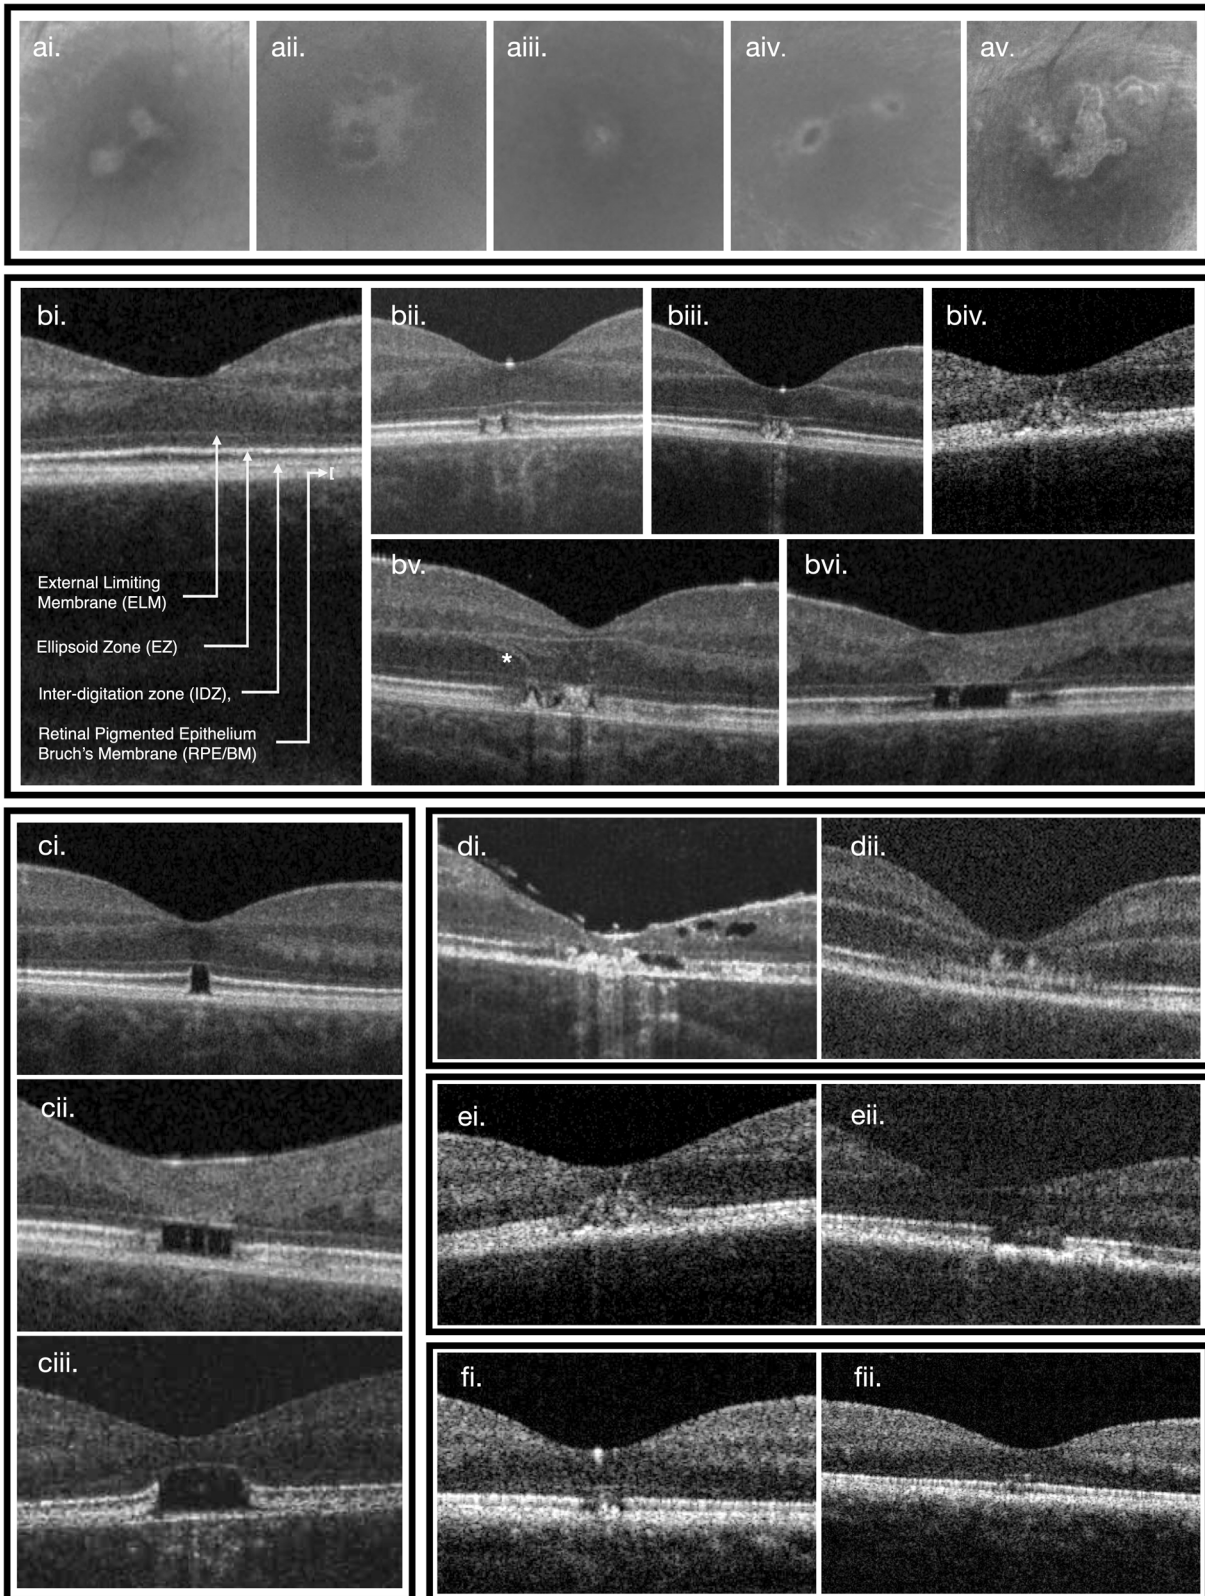 ai.
aii.
aiii.
aiv.
av.
bi.
bii.
biii.
biv.
External Limiting
Membrane (ELM)
Ellipsoid Zone (EZ)
Inter-digitation zone (IDZ),
Retinal Pigmented Epithelium
Bruch's Membrane (RPE/BM)
bv.
*
bvi.
ci.
cii.
ciii.
di.
dii.
ei.
eii.
fi.
fii.